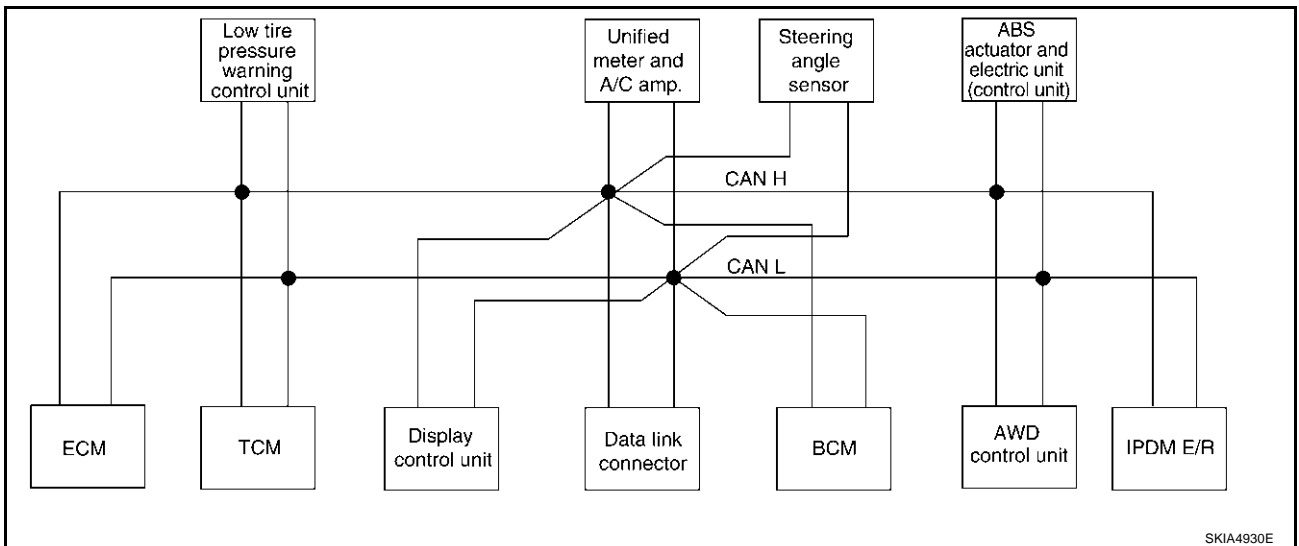 Low tire
pressure
warning
control unit
Unified
meter and
A/C amp.
Steering
angle
sensor
ABS
actuator and
electric unit
(control unit)
CAN H
CAN L
ECM
TCM
Display
control unit
Data link
connector
BCM
AWD
control unit
IPDM E/R
SKIA4930E